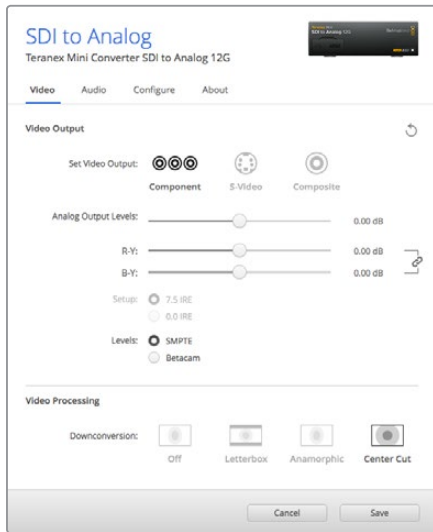 SDI to Analog
Teranex Mini Converter SDI to Analog 12G
Video Audio Configure About
Video Output
Set Video Output:
Component S-Video Composite
Analog Output Levels: 0.00 dB
R-Y: 0.00 dB
B-Y: 0.00 dB
Setup: 7.5 IRE
0.0 IRE
Levels: SMPTE
Betacam
Video Processing
Downconversion:
Off Letterbox Anamorphic Center Cut
Cancel Save